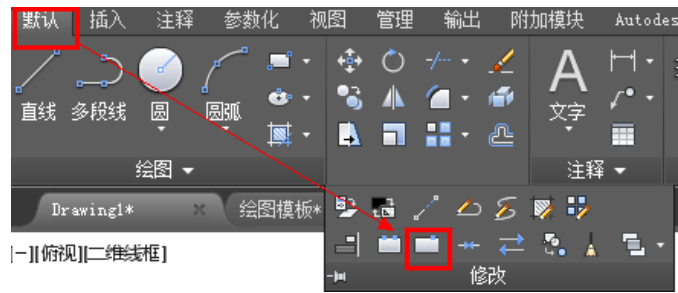 默认 插入 注释 参数化 视图 管理 输出 附加模块 Autodes
直线 多段线 圆 圆弧 文字
绘图 注释
Drawing1* 绘图模板*
[-][俯视][二维线框]
修改